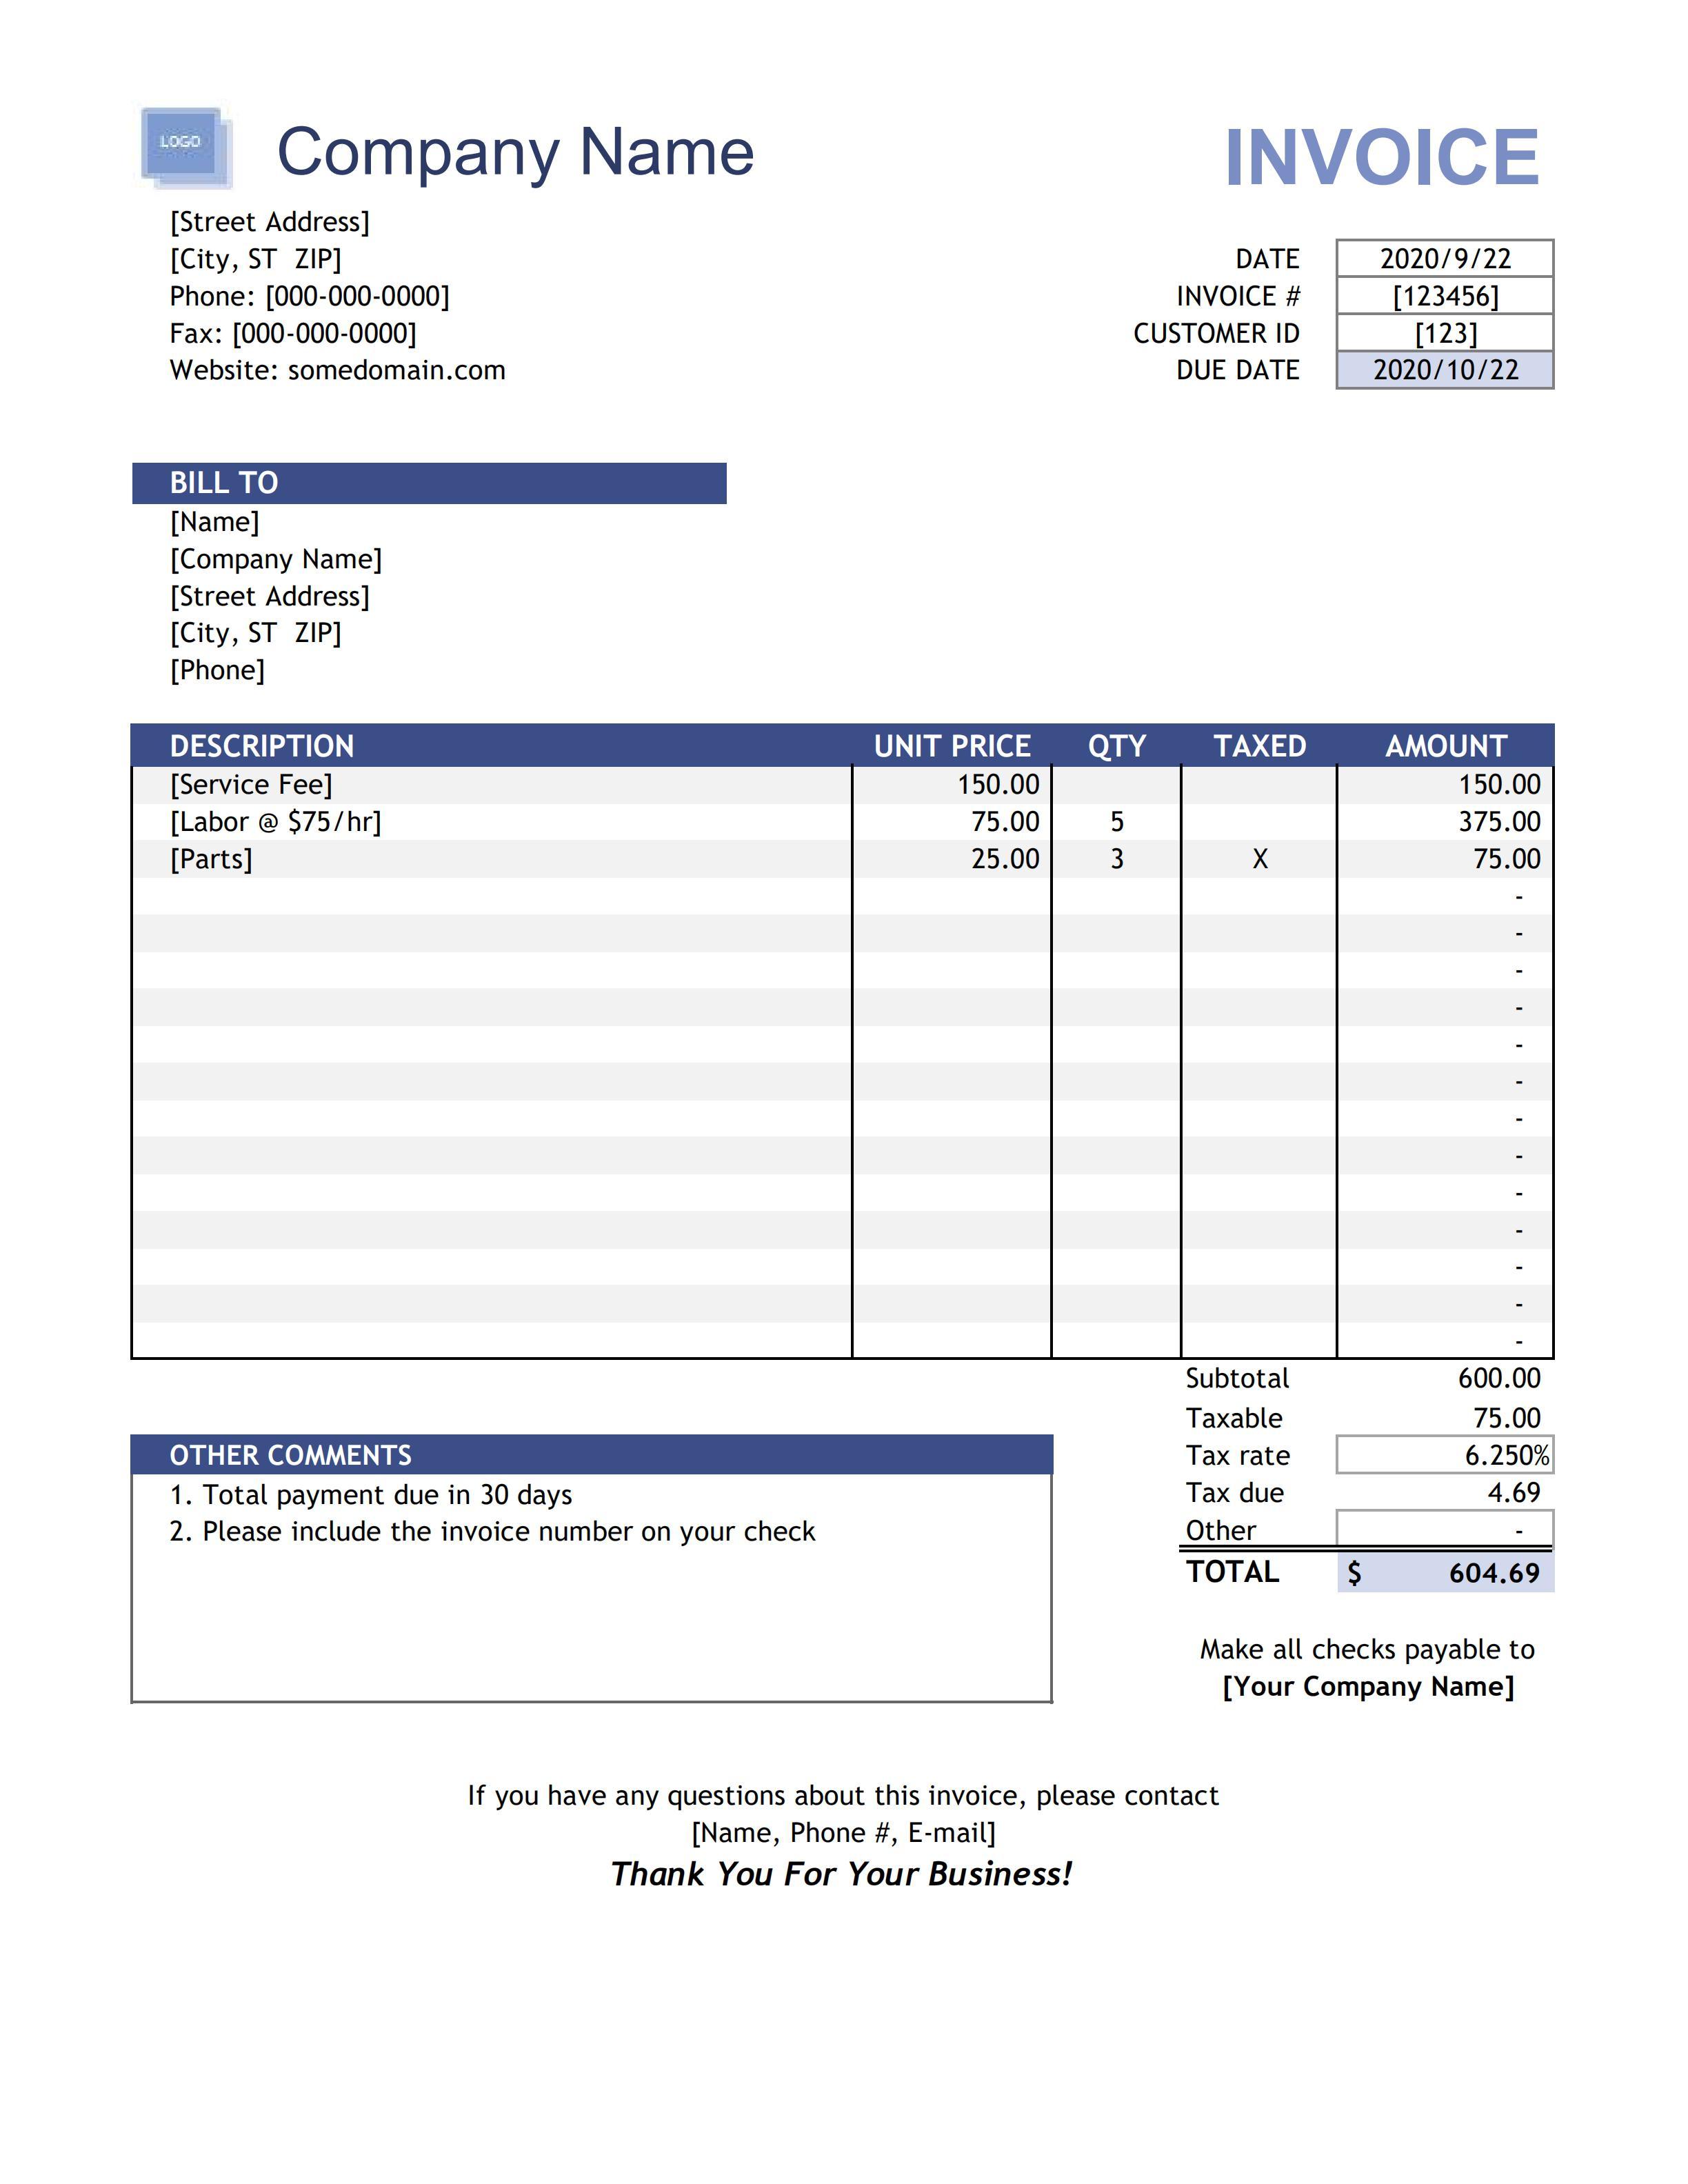 LOGO
Company Name
INVOICE
[Street Address]
[City, ST  ZIP]
DATE 2020/9/22
Phone: [000-000-0000]
INVOICE # [123456]
Fax: [000-000-0000]
CUSTOMER ID [123]
Website: somedomain.com
DUE DATE 2020/10/22
BILL TO
[Name]
[Company Name]
[Street Address]
[City, ST  ZIP]
[Phone]
DESCRIPTION UNIT PRICE QTY TAXED AMOUNT
[Service Fee] 150.00 150.00
[Labor @ $75/hr] 75.00 5 375.00
[Parts] 25.00 3 X 75.00
-
-
-
-
-
-
-
-
-
-
-
-
-
Subtotal 600.00
Taxable 75.00
OTHER COMMENTS
Tax rate 6.250%
1. Total payment due in 30 days
Tax due 4.69
2. Please include the invoice number on your check
Other -
TOTAL $ 604.69
Make all checks payable to
[Your Company Name]
If you have any questions about this invoice, please contact
[Name, Phone #, E-mail]
Thank You For Your Business!